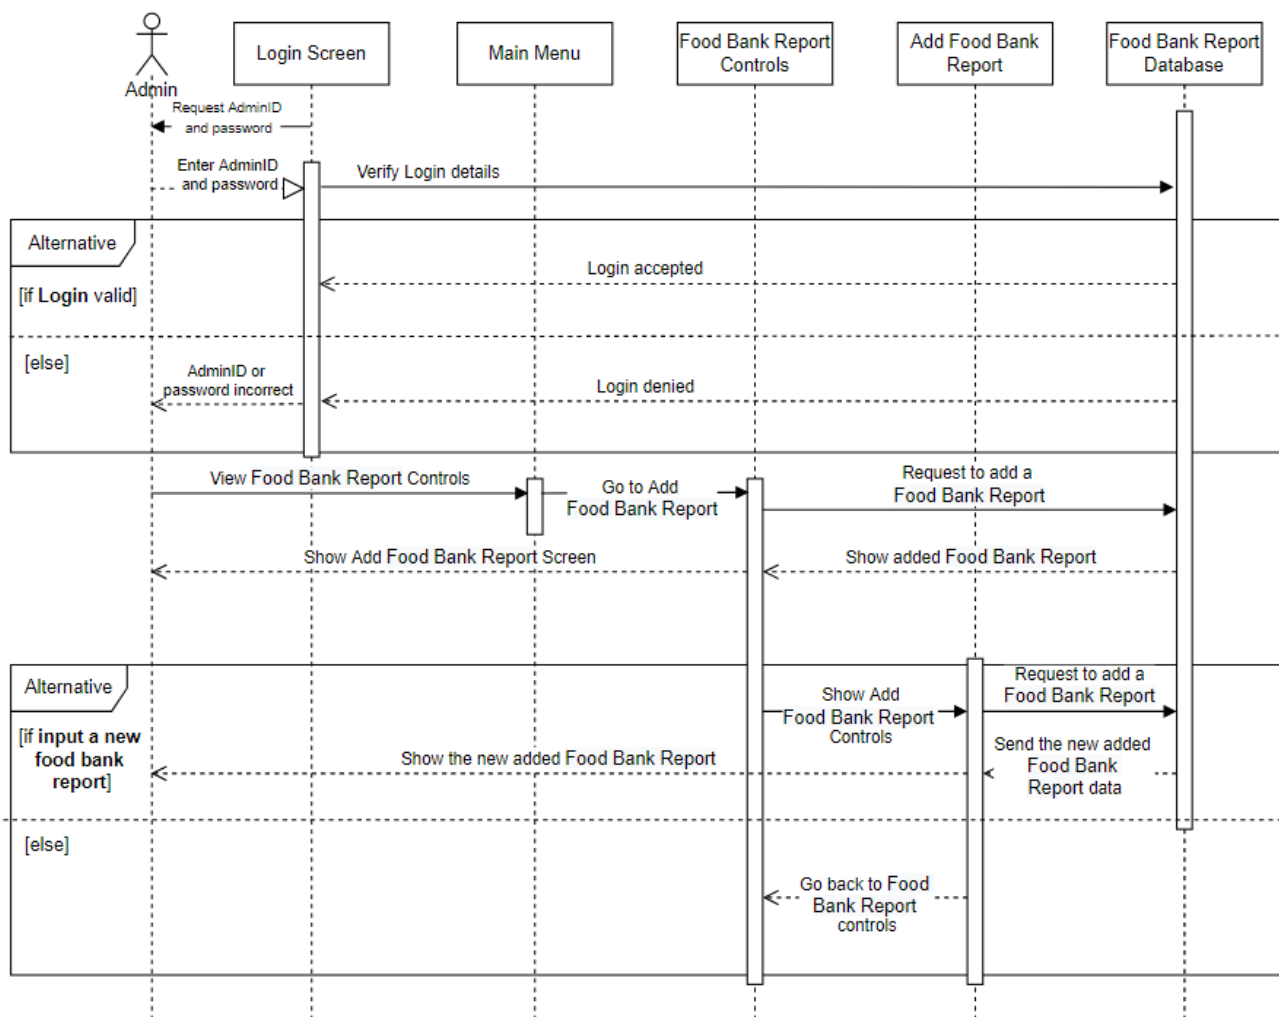 Admin
Login Screen
Main Menu
Food Bank Report
Controls
Add Food Bank
Report
Food Bank Report
Database
Request AdminID
and password
Enter AdminID
and password
Verify Login details
Alternative
Login accepted
[if Login valid]
[else]
AdminID or
password incorrect
Login denied
View Food Bank Report Controls
Go to Add
Food Bank Report
Request to add a
Food Bank Report
Show Add Food Bank Report Screen
Show added Food Bank Report
Alternative
[if input a new
food bank
report]
Show Add
Food Bank Report
Controls
Request to add a
Food Bank Report
Show the new added Food Bank Report
Send the new added
Food Bank
Report data
[else]
Go back to Food
Bank Report
controls